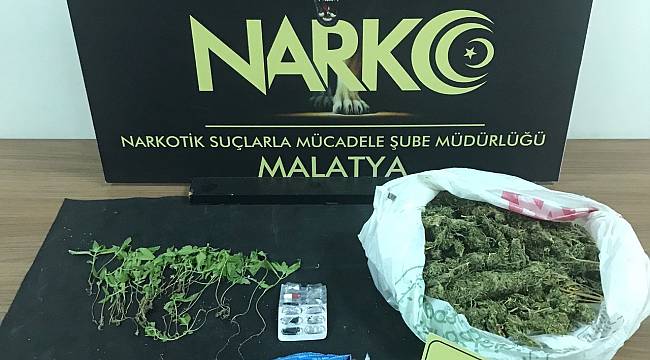 NARKO
NARKOTİK SUÇLARLA MÜCADELE ŞUBE MÜDÜRLÜĞÜ
MALATYA